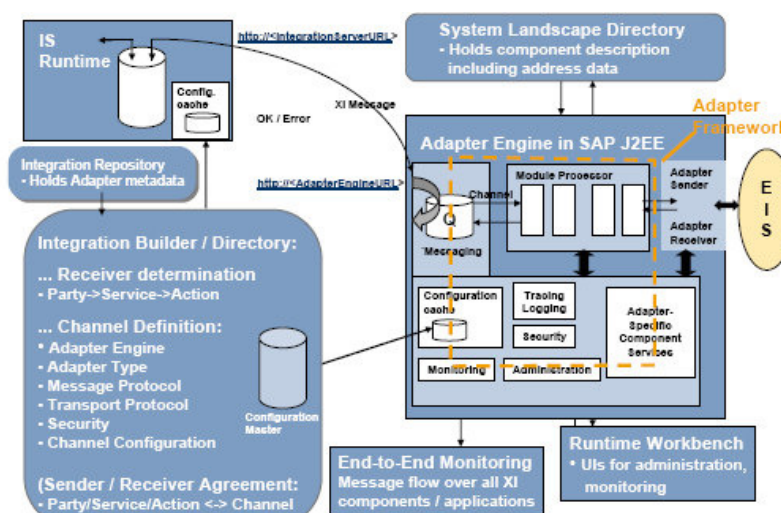 IS
Runtime
Config.
cache
http://<IntegrationServerURL>
XI Message
OK / Error
http://<AdapterEngineURL>
System Landscape Directory
- Holds component description
including address data
Adapter
Framework
Integration Repository
- Holds Adapter metadata
Integration Builder / Directory:
... Receiver determination
- Party->Service->Action
... Channel Definition:
* Adapter Engine
- Adapter Type
- Message Protocol
- Transport Protocol
- Security
- Channel Configuration
(Sender / Receiver Agreement:
- Party/Service/Action <-> Channel
Configuration
Master
Adapter Engine in SAP J2EE
Module Processor
Channel
Q
Messaging
Adapter
Sender
Adapter
Receiver
E
I
S
Configuration
cache
Tracing
Logging
Security
Monitoring
Administration
Adapter-
Specific
Component
Services
End-to-End Monitoring
Message flow over all XI
components / applications
Runtime Workbench
* UIs for administration,
monitoring